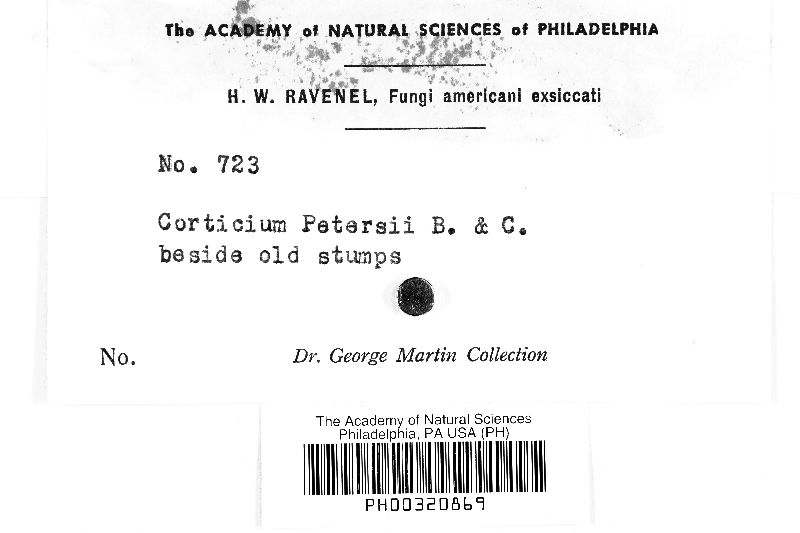 The ACADEMY of NATURAL SCIENCES of PHILADELPHIA
H. W. RAVENEL, Fungi americani exsiccati
No. 723
Corticium Petersii B. & C.
beside old stumps
No. Dr. George Martin Collection
The Academy of Natural Sciences
Philadelphia, PA USA (PH)
PH00320869